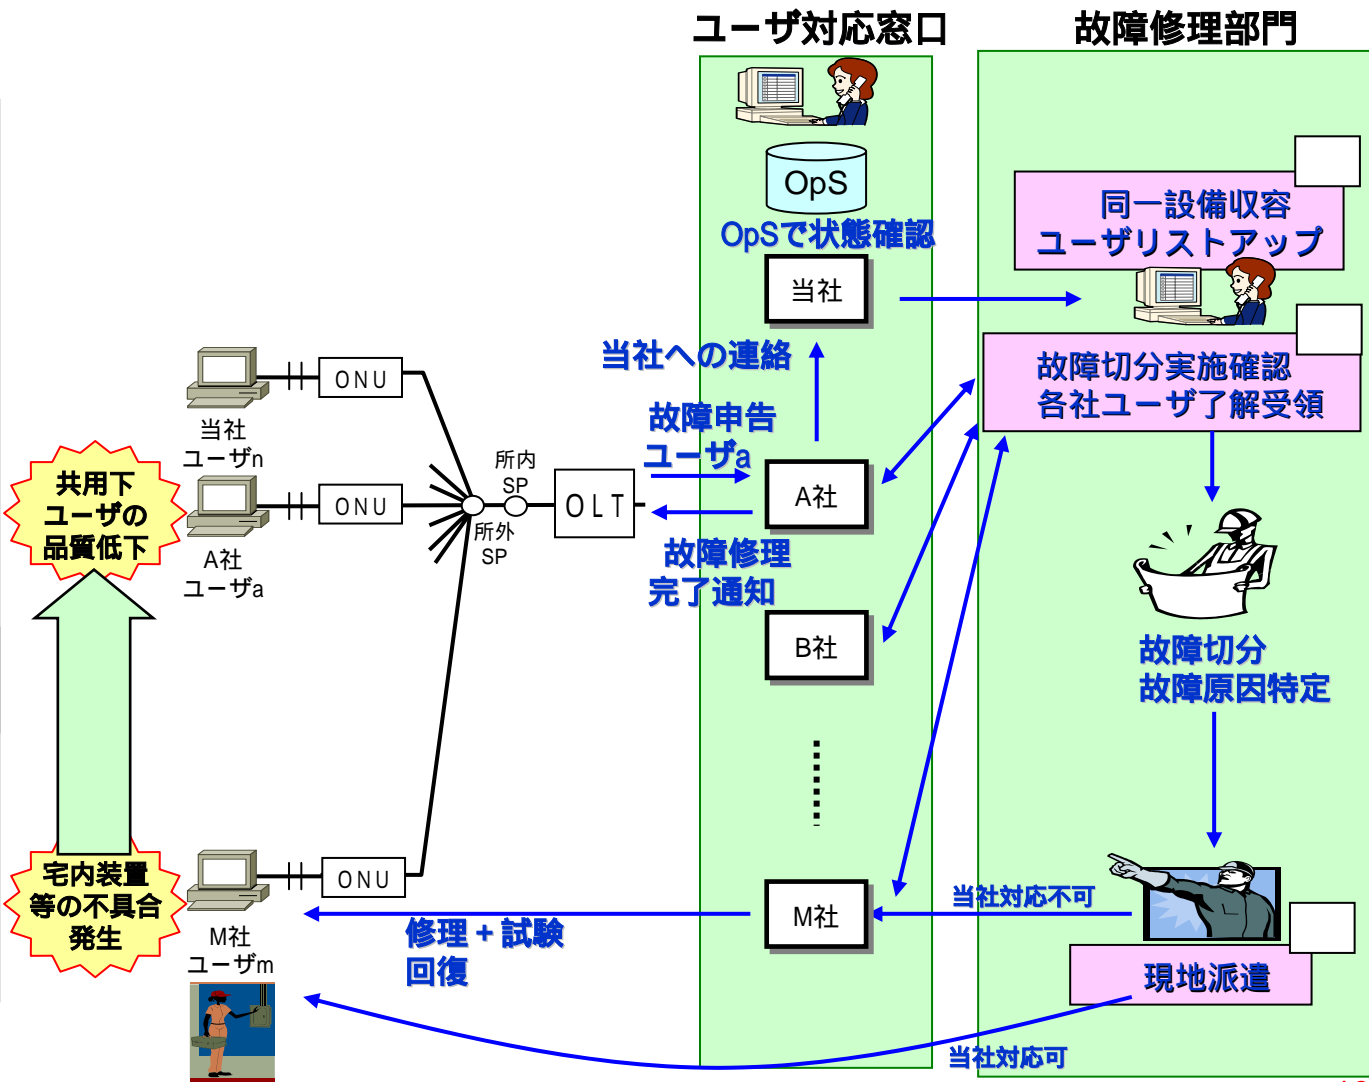 ユーザ対応窓口
故障修理部門
OpS
OpSで状態確認
当社
同一設備収容
ユーザリストアップ
故障切分実施確認
各社ユーザ了解受領
当社への連絡
故障申告
ユーザa
A社
故障修理
完了通知
B社
M社
ONU
当社
ユーザn
ONU
A社
ユーザa
所内
SP
所外
SP
OLT
共用下
ユーザの
品質低下
宅内装置
等の不具合
発生
ONU
M社
ユーザm
修理+試験
回復
故障切分
故障原因特定
当社対応不可
現地派遣
当社対応可